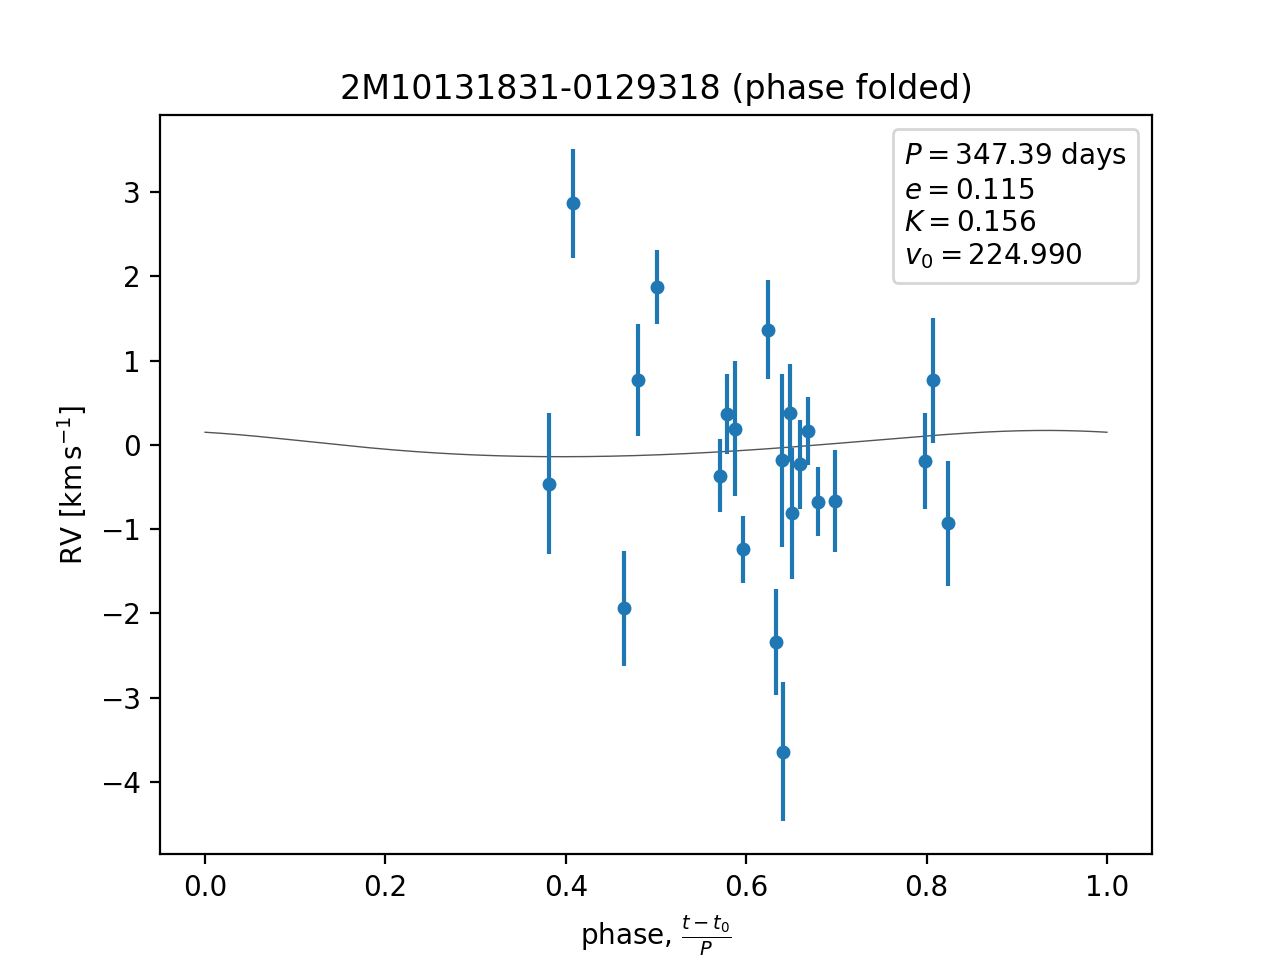 2M10131831-0129318 (phase folded)
P = 347.39 days
e = 0.115
K = 0.156
v₀ = 224.990
3
2
1
0
−1
−2
−3
−4
RV [km s⁻¹]
0.0 0.2 0.4 0.6 0.8 1.0
phase, (t − t₀)/P